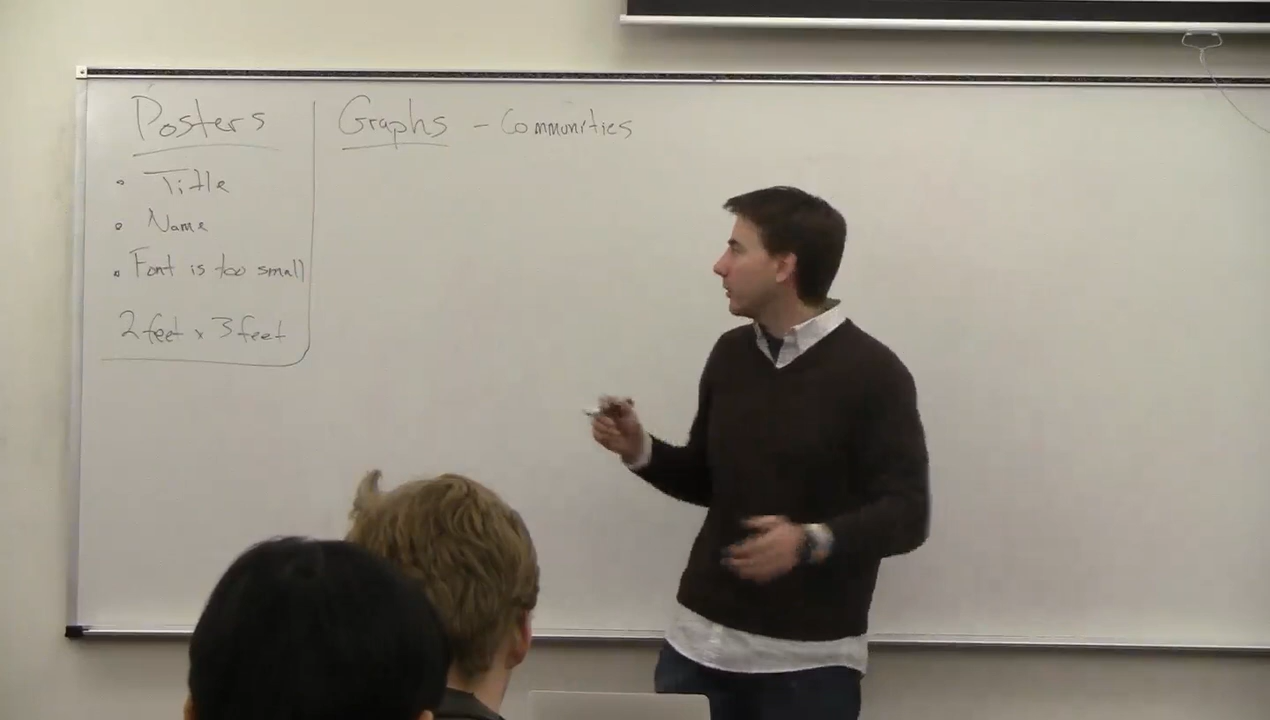 Posters
• Title
• Name
• Font is too small
2 feet x 3 feet
Graphs - Communities